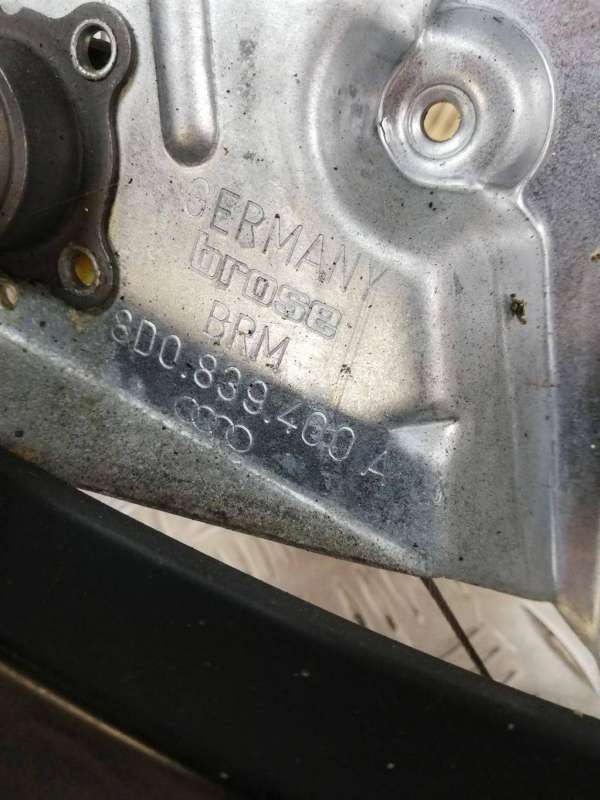 GERMANY
brose
BRM
8D0.839.400 A